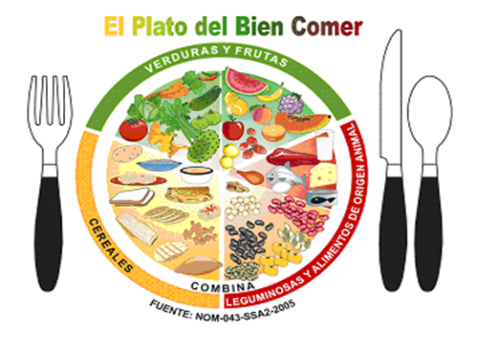 El Plato del Bien Comer
VERDURAS Y FRUTAS
CEREALES
LEGUMINOSAS Y ALIMENTOS DE ORIGEN ANIMAL
COMBINA
FUENTE: NOM-043-SSA2-2005